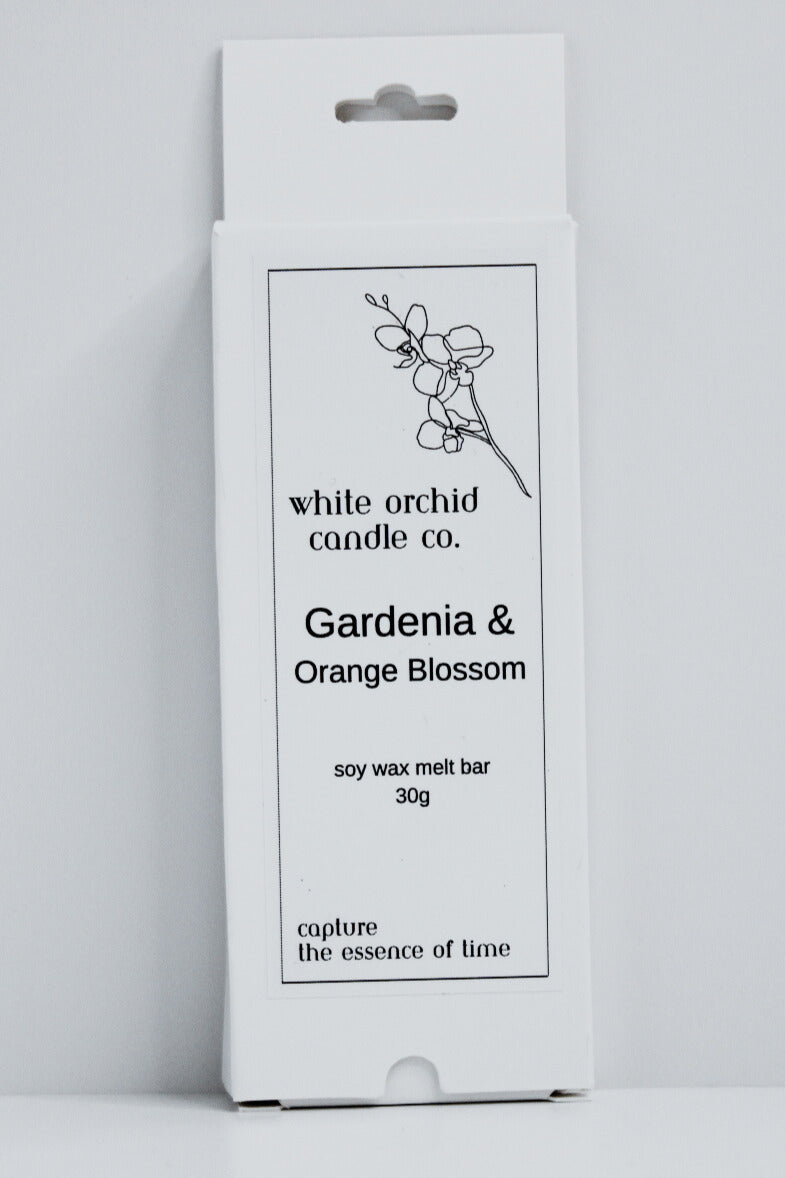 white orchid
candle co.
Gardenia &
Orange Blossom
soy wax melt bar
30g
capture
the essence of time